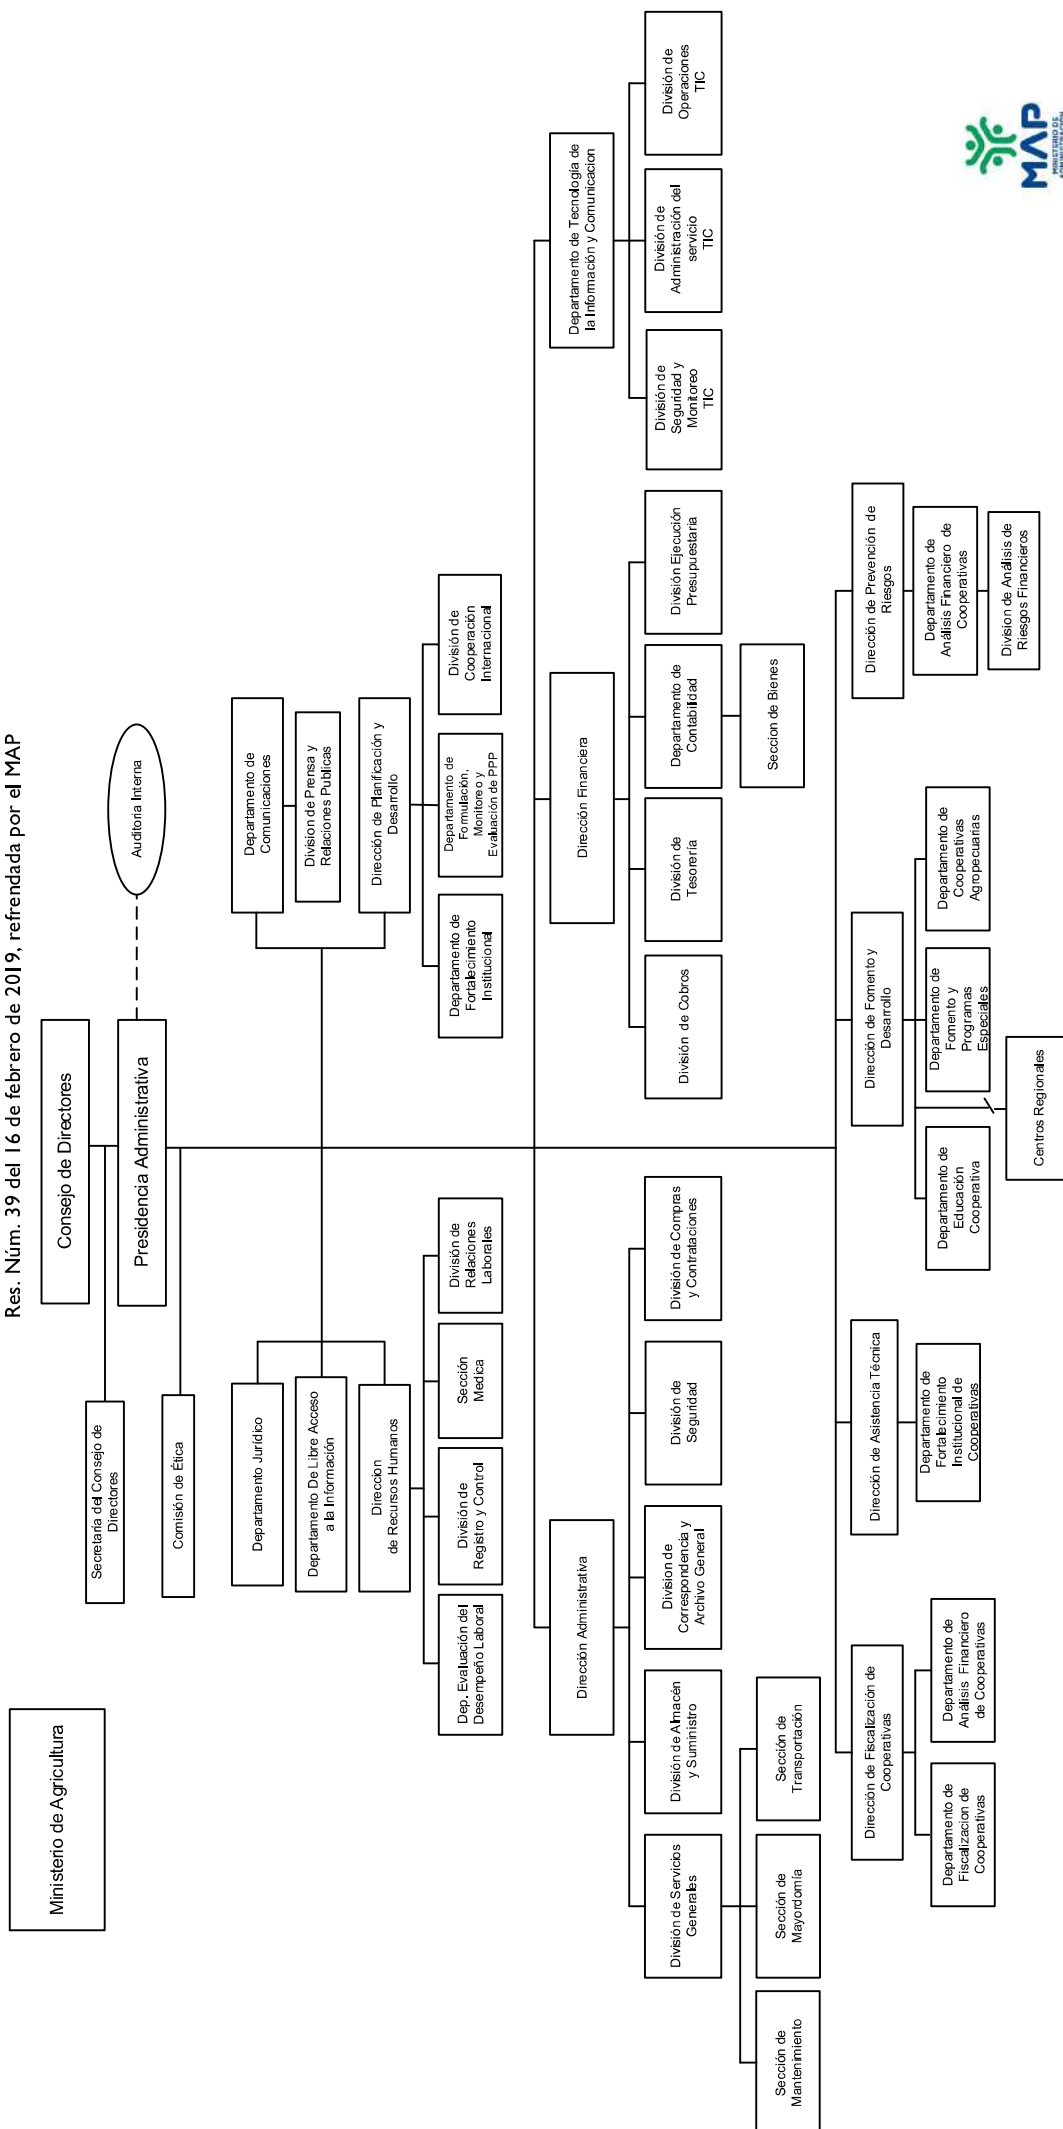 Res. Núm. 39 del 16 de febrero de 2019, refrendada por el MAP
Ministerio de Agricultura
Consejo de Directores
Secretaría del Consejo de
Directores
Presidencia Administrativa
Auditoria Interna
Comisión de Ética
Departamento Jurídico
Departamento De Libre Acceso
a la Información
Direccion
de Recursos Humanos
Departamento de
Comunicaciones
Division de Prensa y
Relaciones Publicas
Dirección de Planificación y
Desarrollo
Dep. Evaluación del
Desempeño Laboral
División de
Registro y Control
Sección
Medica
División de
Relaciones
Laborales
Departamento de
Fortalecimiento
Institucional
Departamento de
Formulación,
Monitoreo y
Evaluación de PPP
División de
Cooperación
Internacional
Dirección Administrativa
Dirección Financiera
Departamento de Tecnología de
la Información y Comunicacion
División de Servicios
Generales
División de Almacén
y Suministro
Division de
Correspondencia y
Archivo General
División de
Seguridad
División de Compras
y Contrataciones
División de Cobros
División de
Tesorería
Departamento de
Contabilidad
División Ejecución
Presupuestaria
División de
Seguridad y
Monitoreo
TIC
División de
Administración del
servicio
TIC
División de
Operaciones
TIC
Sección de
Mantenimiento
Sección de
Mayordomía
Sección de
Transportación
Seccion de Bienes
Dirección de Fiscalización de
Cooperativas
Dirección de Asistencia Técnica
Dirección de Fomento y
Desarrollo
Dirección de Prevención de
Riesgos
Departamento de
Fiscalizacion de
Cooperativas
Departamento de
Análisis Financiero
de Cooperativas
Departamento de
Fortalecimiento
Institucional de
Cooperativas
Departamento de
Educación
Cooperativa
Departamento de
Fomento y
Programas
Especiales
Departamento de
Cooperativas
Agropecuarias
Departamento de
Análisis Financiero de
Cooperativas
Division de Análisis de
Riesgos Financieros
Centros Regionales
MAP
MINISTERIO DE